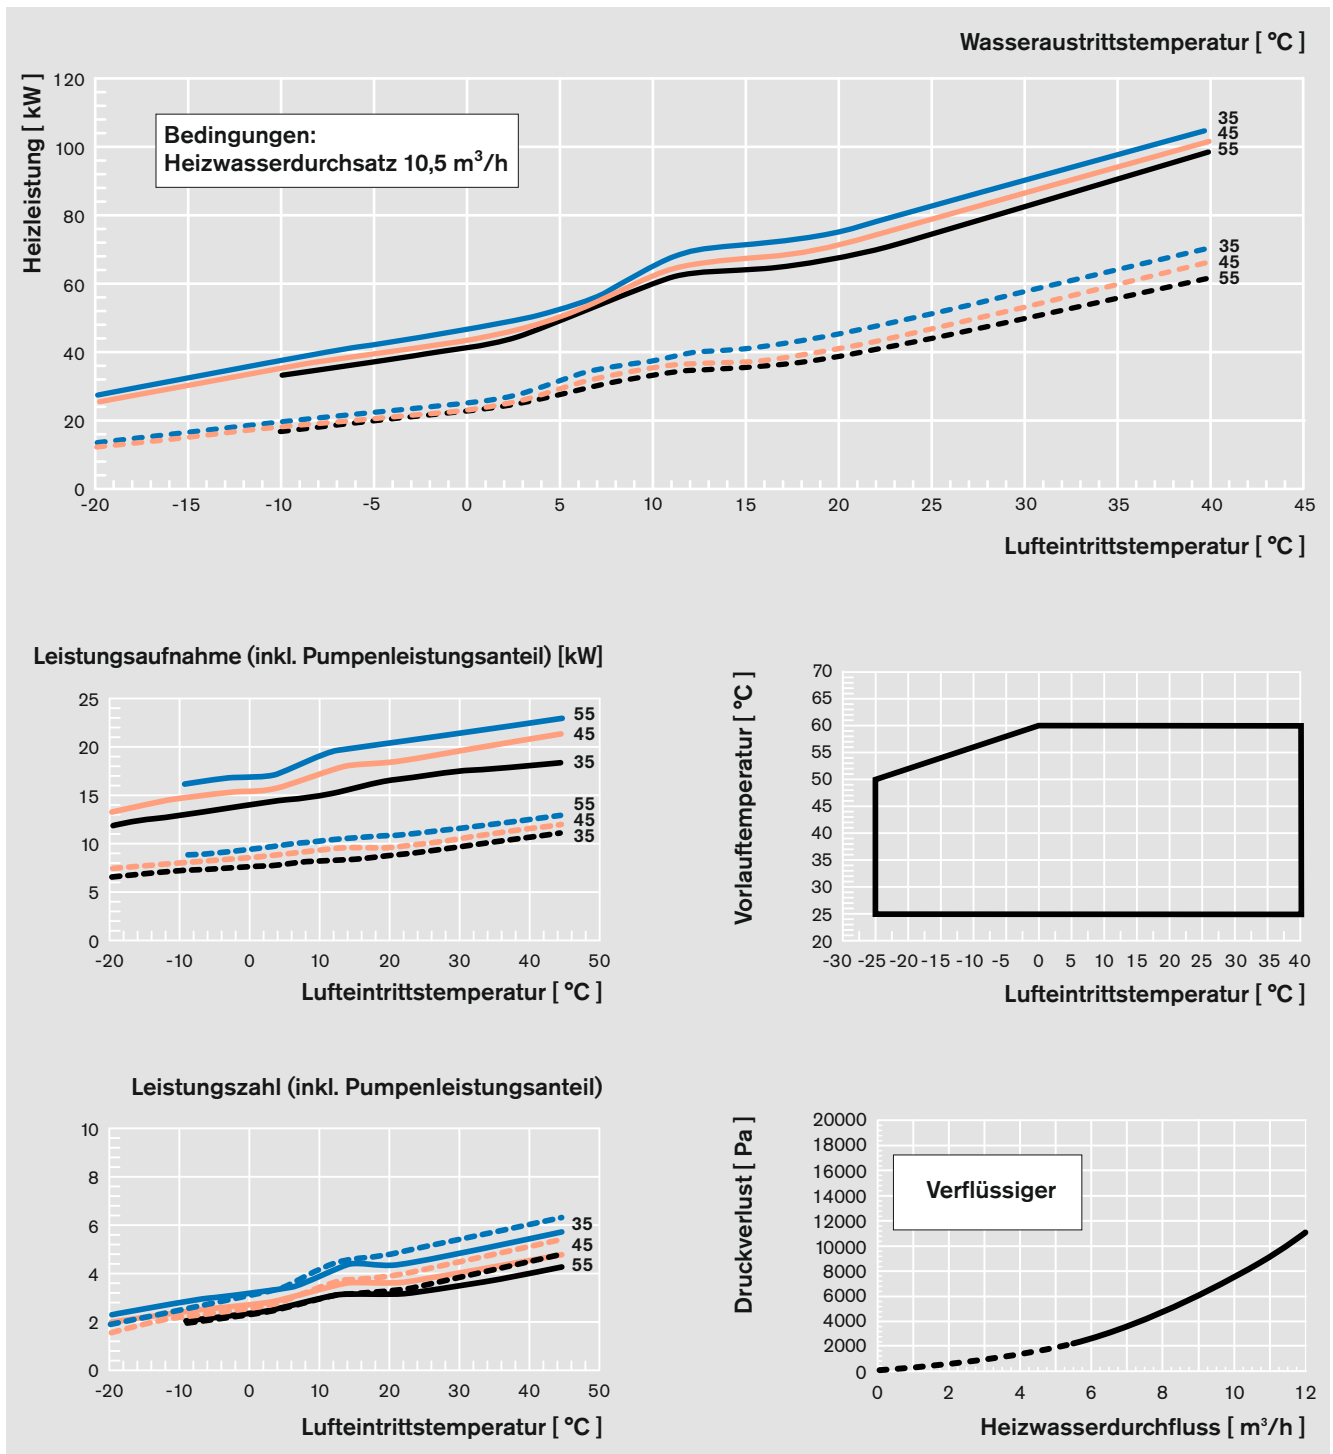 Wasseraustrittstemperatur [ °C ]
Heizleistung [ kW ]
120
100
80
60
40
20
0
Bedingungen:
Heizwasserdurchsatz 10,5 m³/h
35
45
55
35
45
55
-20 -15 -10 -5 0 5 10 15 20 25 30 35 40 45
Lufteintrittstemperatur [ °C ]
Leistungsaufnahme (inkl. Pumpenleistungsanteil) [kW]
25
20
15
10
5
0
55
45
35
55
45
35
-20 -10 0 10 20 30 40 50
Lufteintrittstemperatur [ °C ]
Vorlauftemperatur [ °C ]
70
65
60
55
50
45
40
35
30
25
20
-30 -25 -20 -15 -10 -5 0 5 10 15 20 25 30 35 40
Lufteintrittstemperatur [ °C ]
Leistungszahl (inkl. Pumpenleistungsanteil)
10
8
6
4
2
0
35
45
55
-20 -10 0 10 20 30 40 50
Lufteintrittstemperatur [ °C ]
Druckverlust [ Pa ]
20000
18000
16000
14000
12000
10000
8000
6000
4000
2000
0
Verflüssiger
0 2 4 6 8 10 12
Heizwasserdurchfluss [ m³/h ]